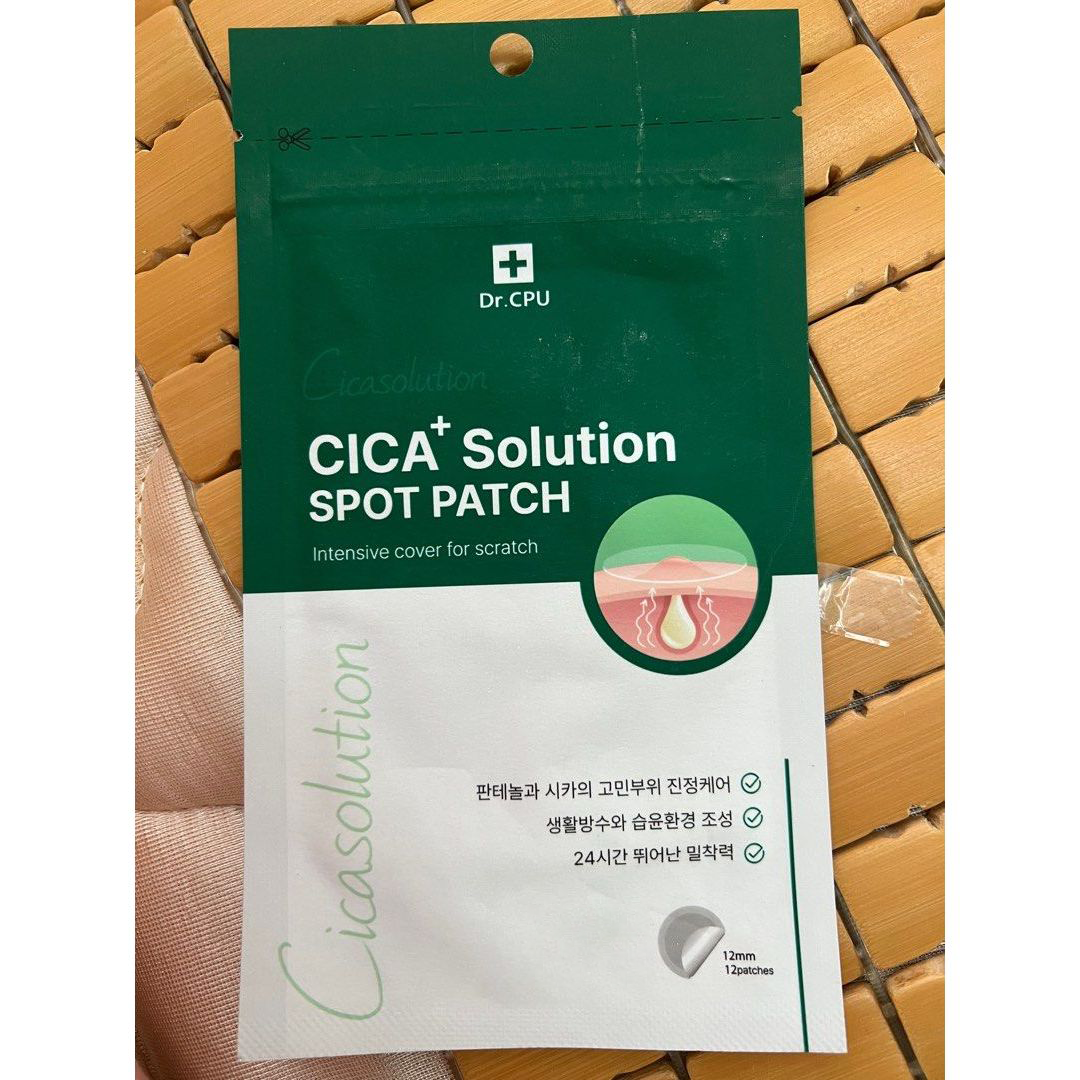 Dr.CPU
Cicasolution
CICA+ Solution
SPOT PATCH
Intensive cover for scratch
Cicasolution
판테놀과 시카의 고민부위 진정케어
생활방수와 습윤환경 조성
24시간 뛰어난 밀착력
12mm
12patches